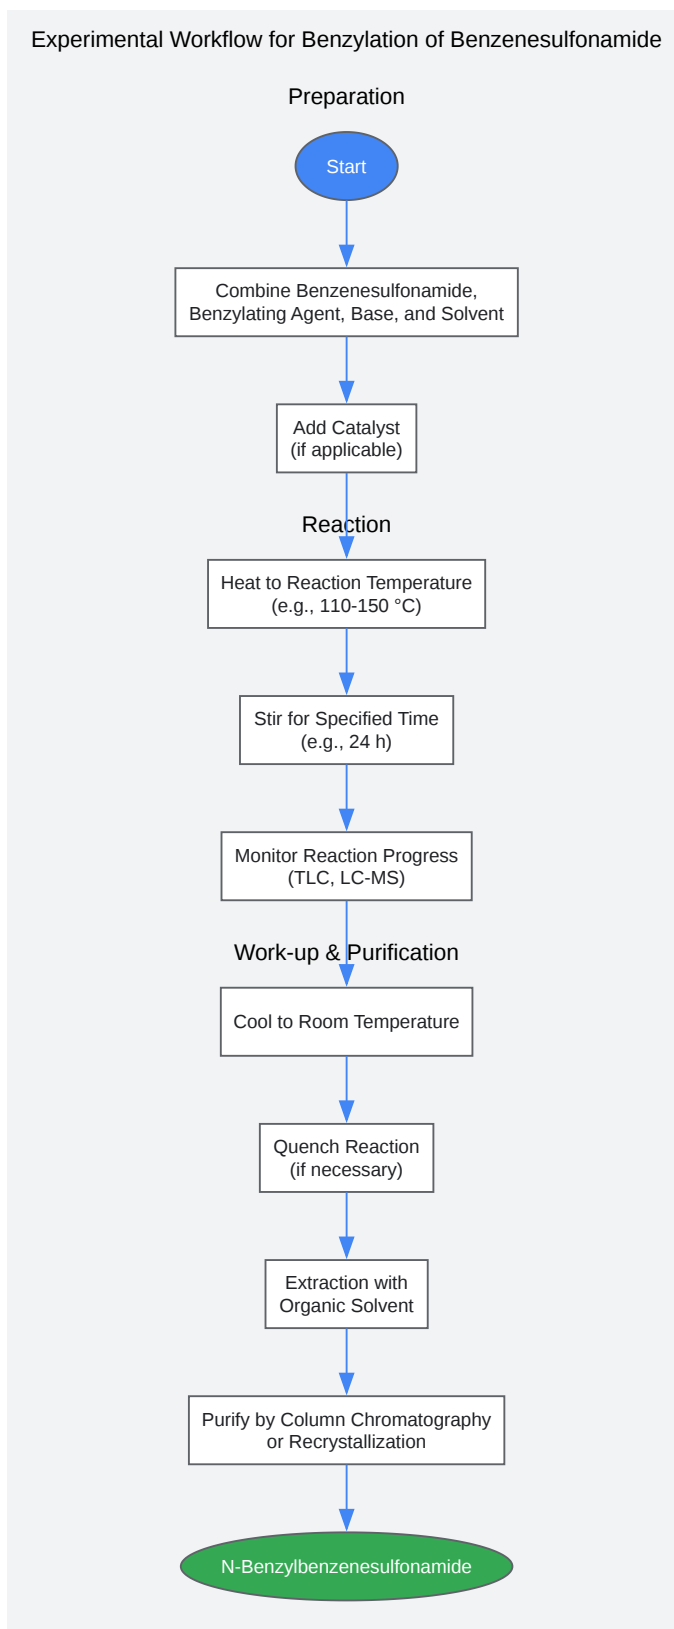 Experimental Workflow for Benzylation of Benzenesulfonamide
Preparation
Start
Combine Benzenesulfonamide,
Benzylating Agent, Base, and Solvent
Add Catalyst
(if applicable)
Reaction
Heat to Reaction Temperature
(e.g., 110-150 °C)
Stir for Specified Time
(e.g., 24 h)
Monitor Reaction Progress
(TLC, LC-MS)
Work-up & Purification
Cool to Room Temperature
Quench Reaction
(if necessary)
Extraction with
Organic Solvent
Purify by Column Chromatography
or Recrystallization
N-Benzylbenzenesulfonamide